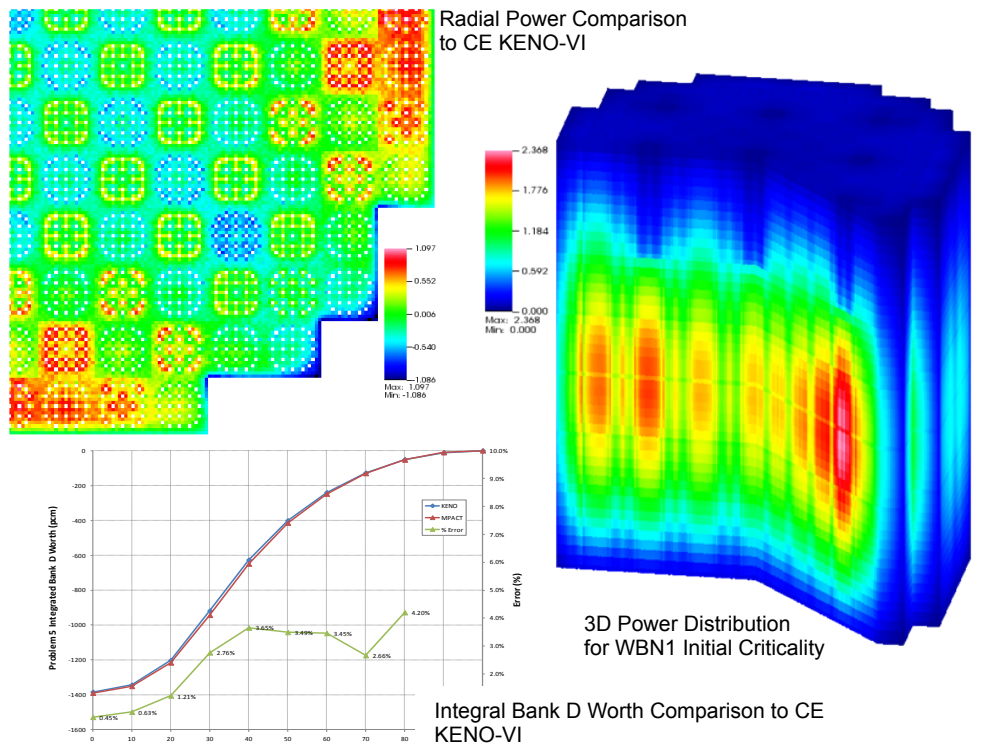 Radial Power Comparison
to CE KENO-VI
1.097
0.552
0.006
-0.540
-1.086
Max: 1.097
Min: -1.086
2.368
1.776
1.184
0.592
0.000
Max: 2.368
Min: 0.000
3D Power Distribution
for WBN1 Initial Criticality
Problem 5 Integrated Bank D Worth (pcm)
0
-200
-400
-600
-800
-1000
-1200
-1400
-1600
0 10 20 30 40 50 60 70 80
KENO
MPACT
% Error
0.45%
0.63%
1.21%
2.76%
3.65%
3.49%
3.45%
2.66%
4.20%
10.0%
9.0%
8.0%
7.0%
6.0%
5.0%
4.0%
3.0%
2.0%
Error (%)
Integral Bank D Worth Comparison to CE
KENO-VI